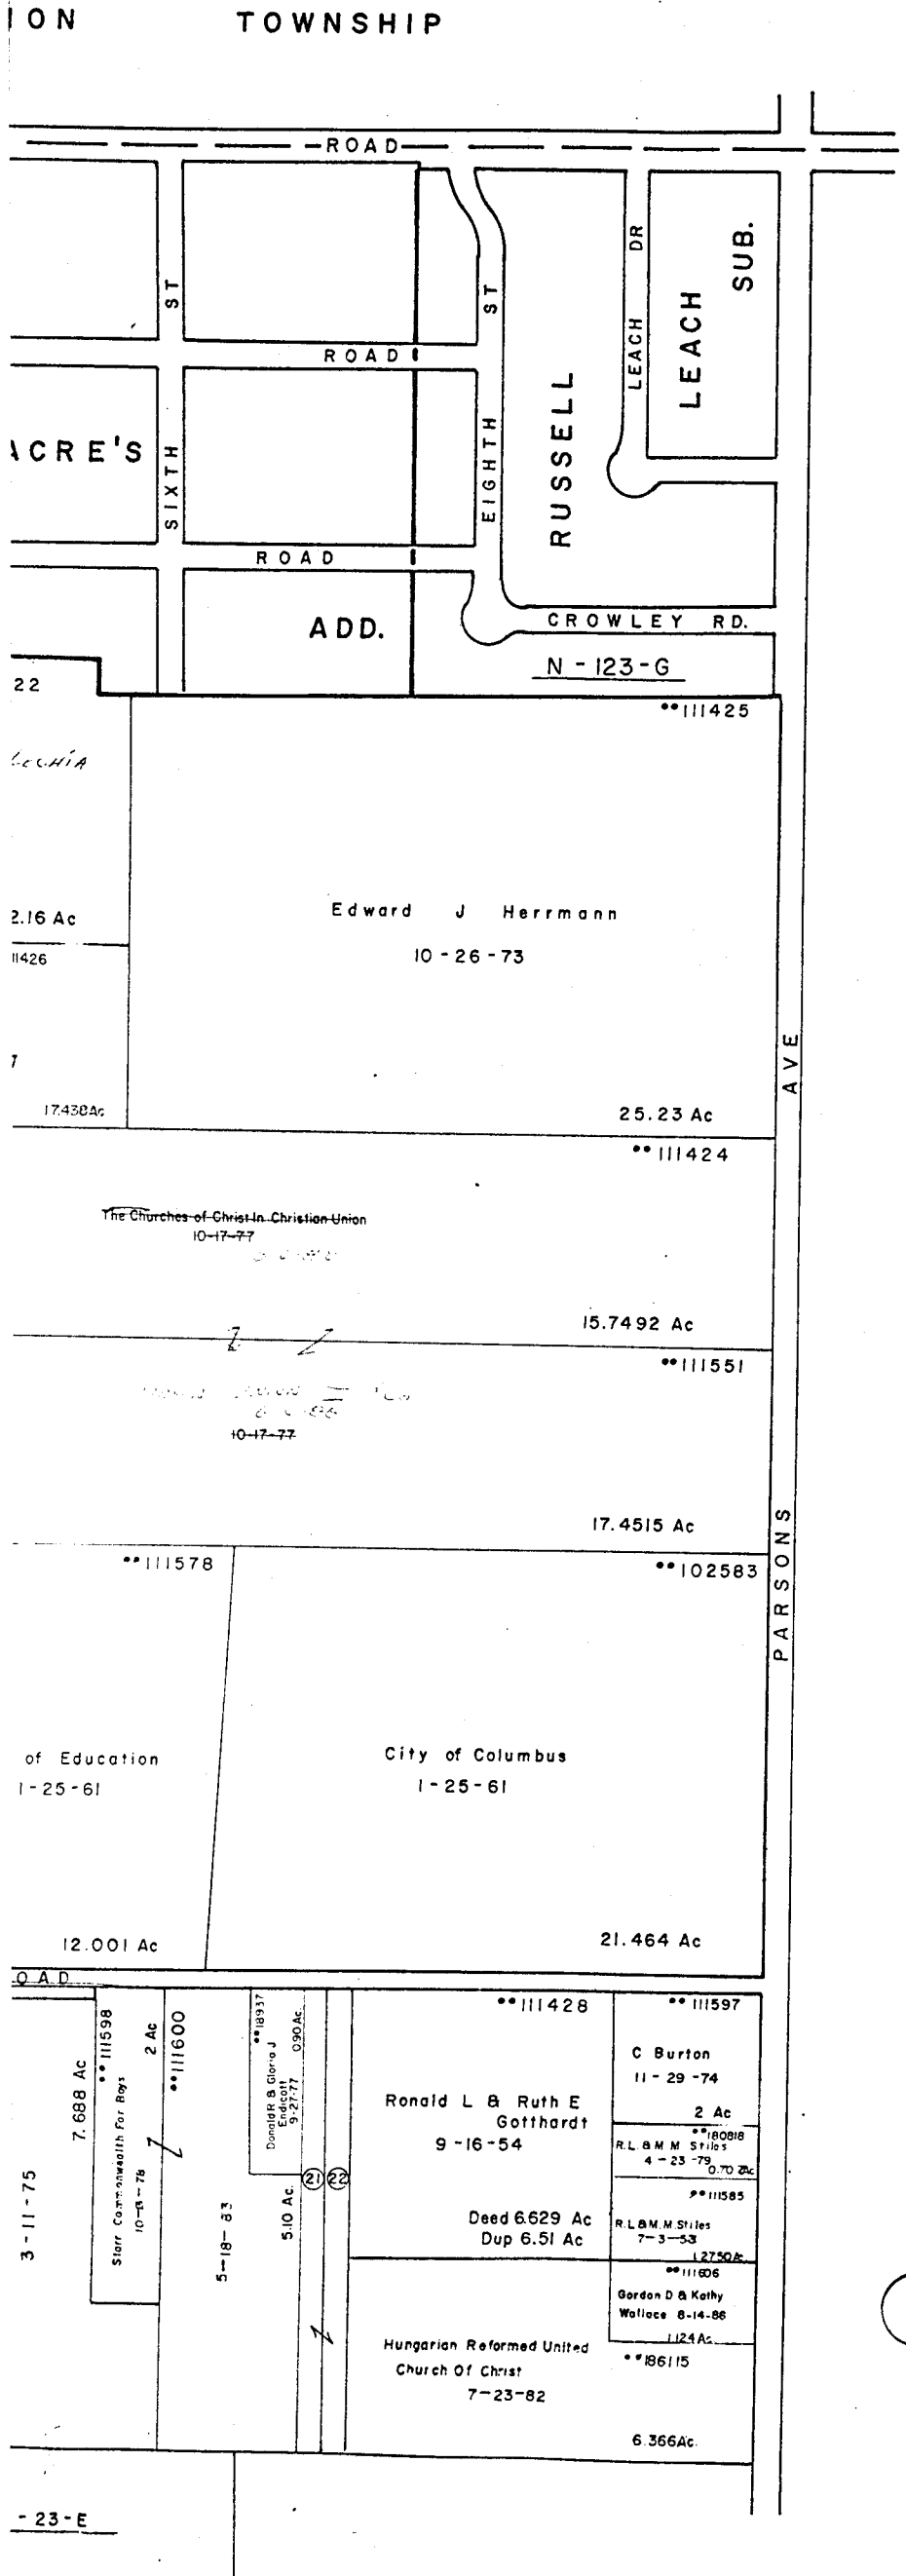 ION TOWNSHIP
ROAD
ST
ROAD
SIXTH
ACRE'S
ROAD
ADD.
ST
EIGHTH
RUSSELL
LEACH DR
LEACH SUB.
CROWLEY RD.
N-123-G
22
2.16 Ac
11426
17.438Ac
••111425
Edward J Herrmann
10-26-73
25.23 Ac
AVE
••111424
The Churches of Christ In Christian Union
10-17-77
15.7492 Ac
••111551
10-17-77
17.4515 Ac
PARSONS
••111578
of Education
1-25-61
12.001 Ac
••102583
City of Columbus
1-25-61
21.464 Ac
OAD
3-11-75
7.688 Ac
••111598
Starr Commonwealth For Boys
2 Ac
••111600
5-18-83
5.10 Ac.
••18937
Donald R & Gloria J
Endicott
9-27-77
0.90 Ac.
21
22
••111428
Ronald L & Ruth E
Gotthardt
9-16-54
Deed 6.629 Ac
Dup 6.51 Ac
••111597
C Burton
11-29-74
2 Ac
••180818
R.L. & M M Stiles
4-23-79
••111585
R.L & M.M. Stiles
7-3-53
1.2750Ac
••111606
Gordon D & Kathy
Wallace 8-14-86
1.124 Ac
••186115
Hungarian Reformed United
Church Of Christ
7-23-82
6.366Ac.
-23-E